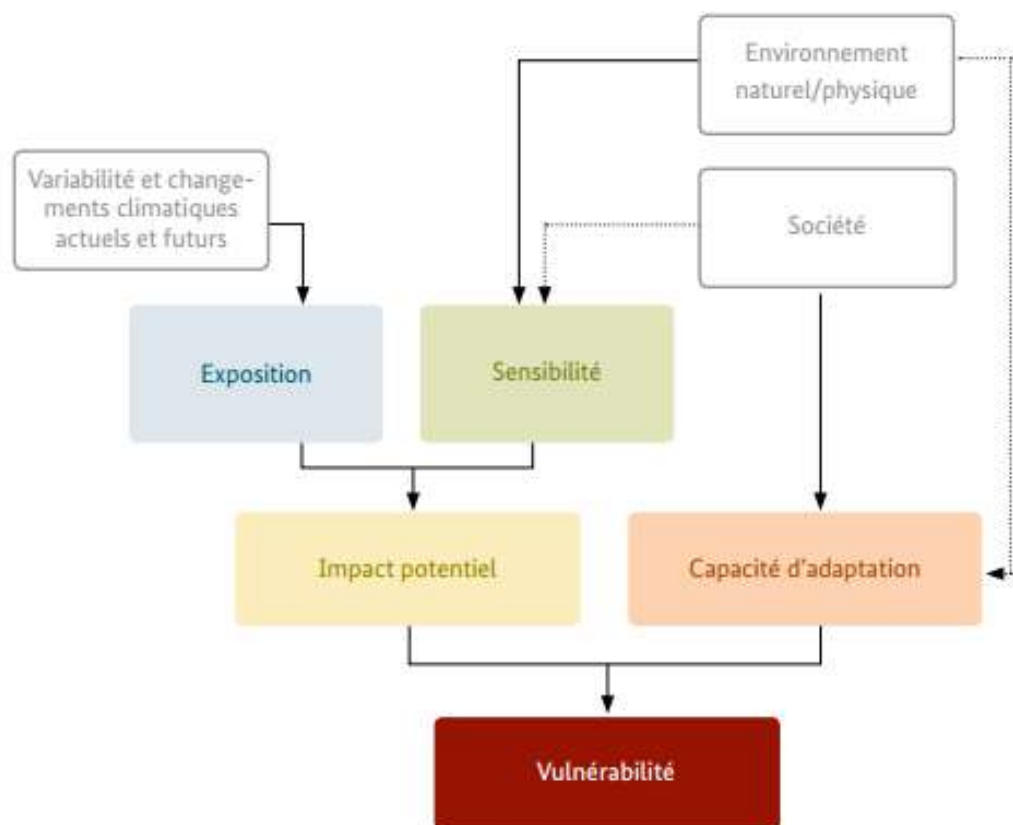 Environnement
naturel/physique
Variabilité et change-
ments climatiques
actuels et futurs
Société
Exposition
Sensibilité
Impact potentiel
Capacité d'adaptation
Vulnérabilité